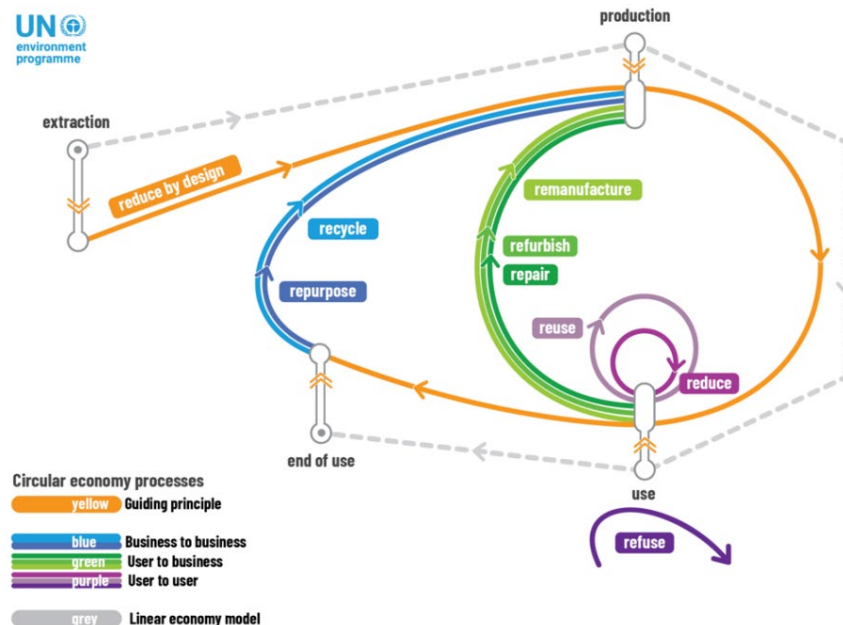 UN
environment
programme
production
extraction
reduce by design
remanufacture
recycle
refurbish
repair
repurpose
reuse
reduce
end of use
use
refuse
Circular economy processes
yellow Guiding principle
blue Business to business
green User to business
purple User to user
grey Linear economy model